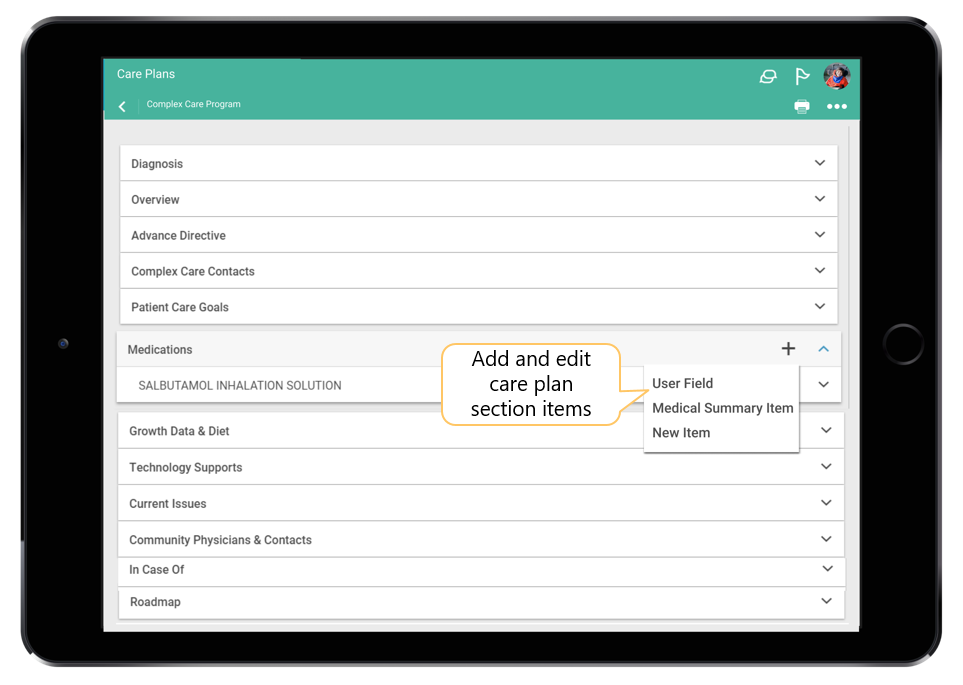 Care Plans
Complex Care Program
Diagnosis
Overview
Advance Directive
Complex Care Contacts
Patient Care Goals
Medications
SALBUTAMOL INHALATION SOLUTION
Add and edit
care plan
section items
User Field
Medical Summary Item
New Item
Growth Data & Diet
Technology Supports
Current Issues
Community Physicians & Contacts
In Case Of
Roadmap